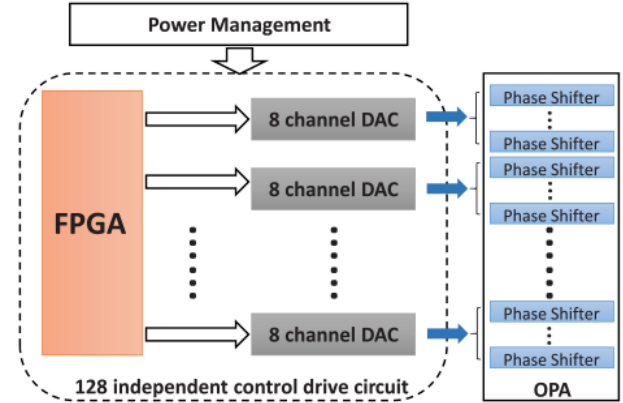 Power Management
FPGA
8 channel DAC
8 channel DAC
8 channel DAC
128 independent control drive circuit
Phase Shifter
Phase Shifter
Phase Shifter
Phase Shifter
Phase Shifter
Phase Shifter
OPA